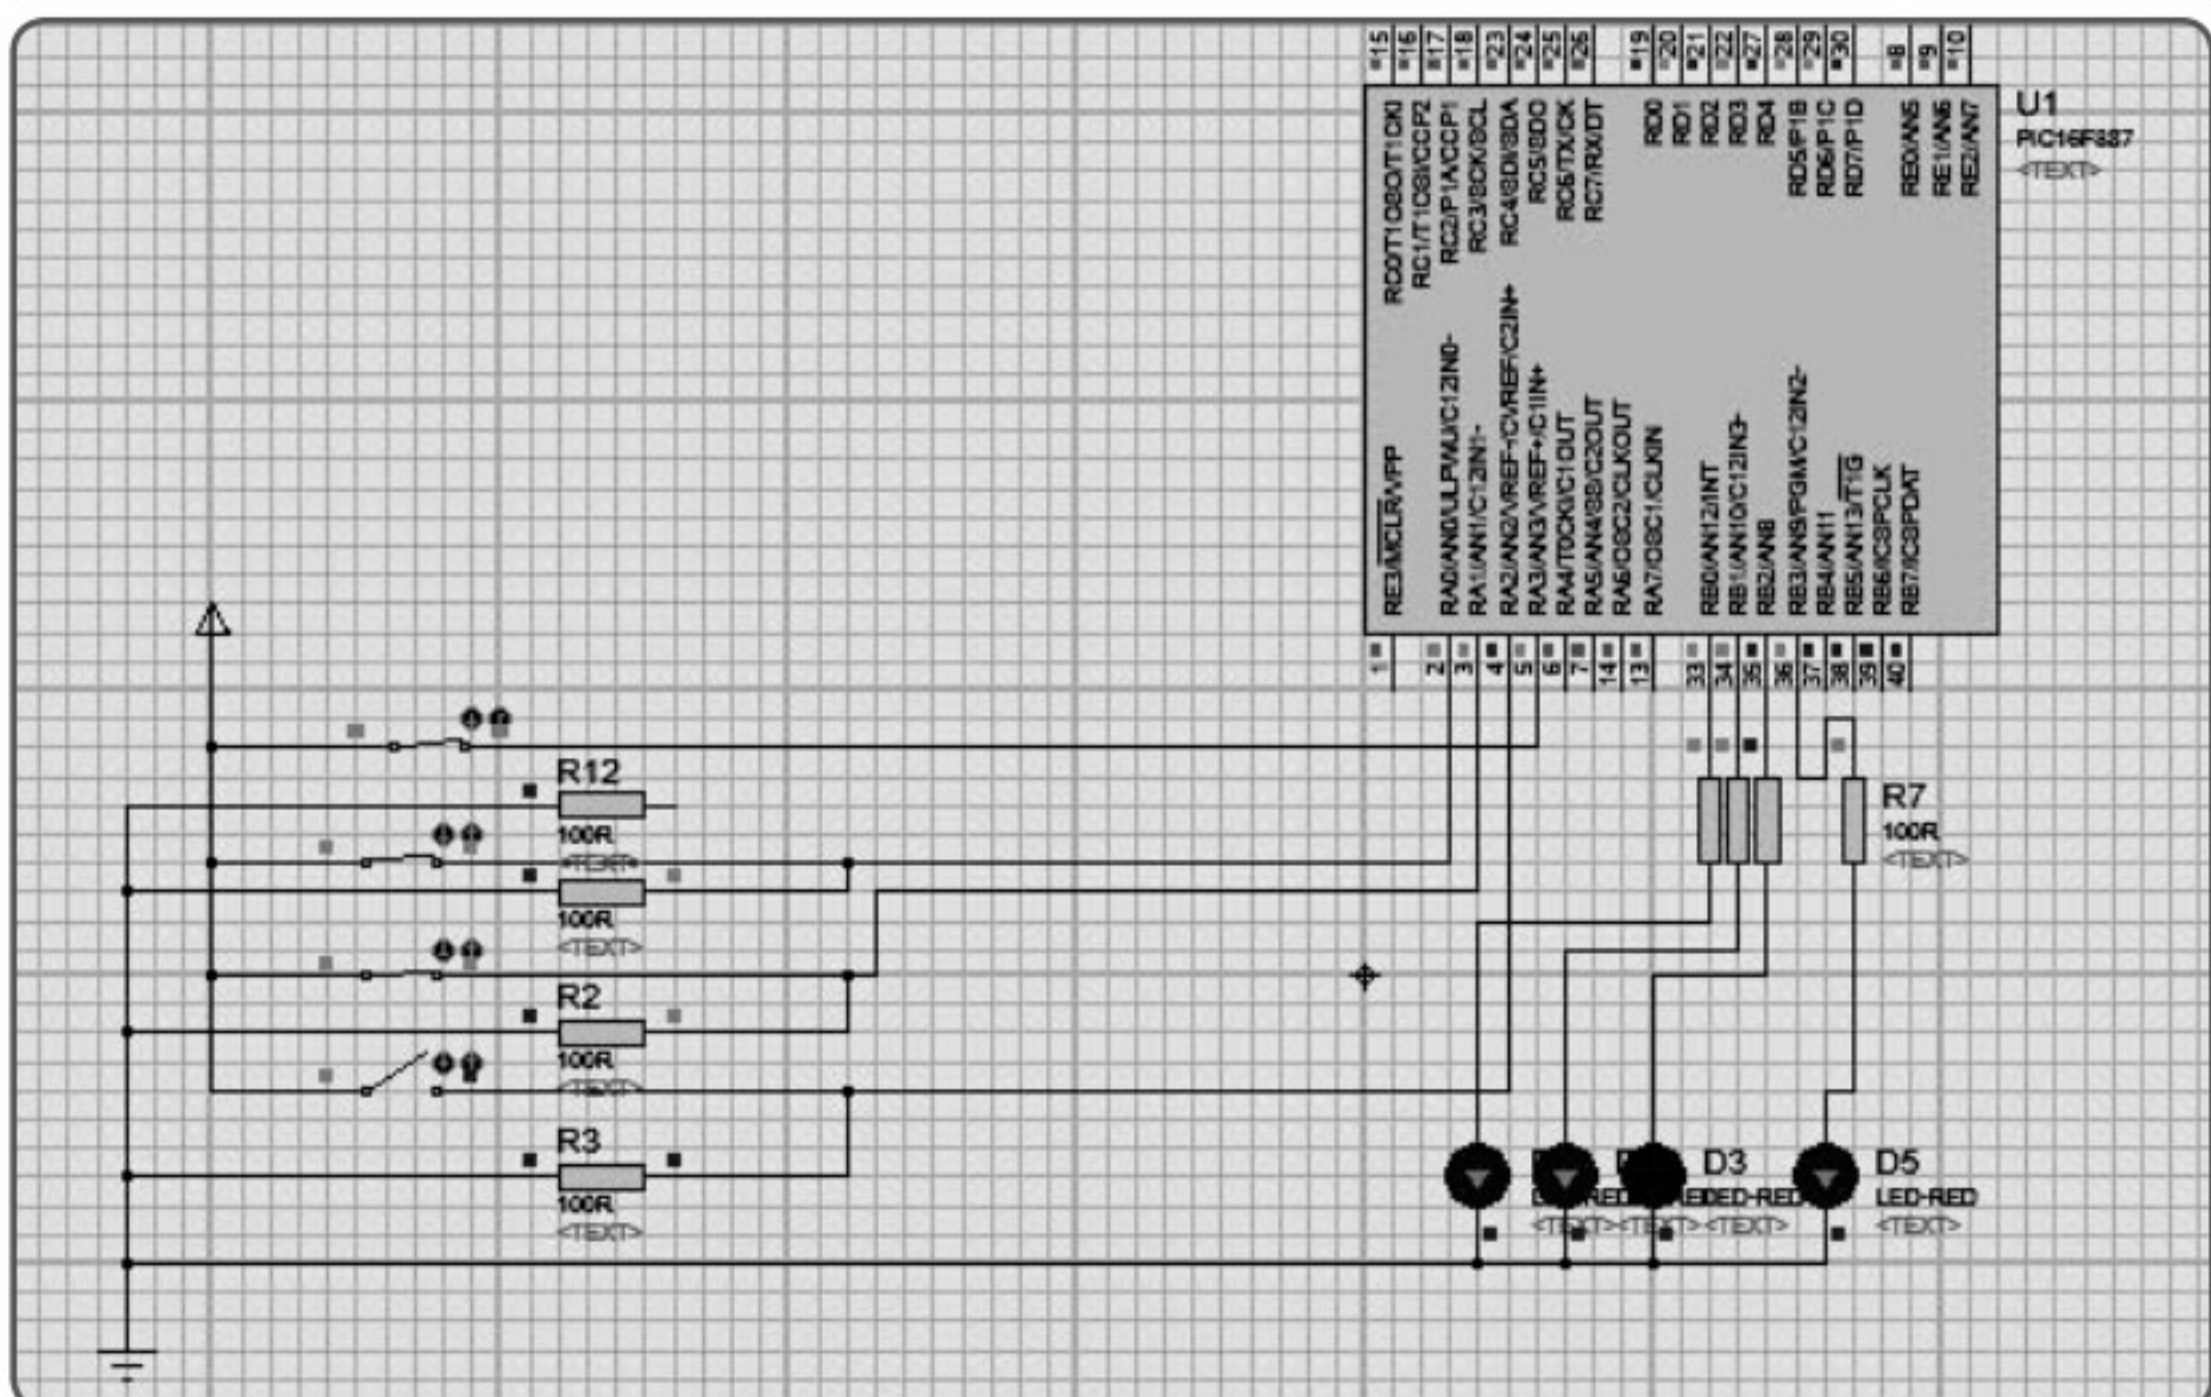 15
16
17
18
23
24
25
26
19
20
21
22
27
28
29
30
8
9
10
RC0/T1OSO/T1CKI
RC1/T1OSI/CCP2
RC2/P1A/CCP1
RC3/SCK/SCL
RC4/SDI/SDA
RC5/SDO
RC6/TX/CK
RC7/RX/DT
RD0
RD1
RD2
RD3
RD4
RD5/P1B
RD6/P1C
RD7/P1D
RE0/AN5
RE1/AN6
RE2/AN7
U1
PIC16F887
<TEXT>
RE3/MCLR/VPP
RA0/AN0/ULPWU/C12IN0-
RA1/AN1/C12IN1-
RA2/AN2/VREF-/CVREF/C2IN+
RA3/AN3/VREF+/C1IN+
RA4/T0CKI/C1OUT
RA5/AN4/SS/C2OUT
RA6/OSC2/CLKOUT
RA7/OSC1/CLKIN
RB0/AN12/INT
RB1/AN10/C12IN3-
RB2/AN8
RB3/AN9/PGM/C12IN2-
RB4/AN11
RB5/AN13/T1G
RB6/ICSPCLK
RB7/ICSPDAT
1
2
3
4
5
6
7
14
13
33
34
35
36
37
38
39
40
R12
100R
<TEXT>
100R
<TEXT>
R2
100R
<TEXT>
R3
100R
<TEXT>
R7
100R
<TEXT>
D3
LED-RED
<TEXT>
<TEXT>
<TEXT>
D5
LED-RED
<TEXT>